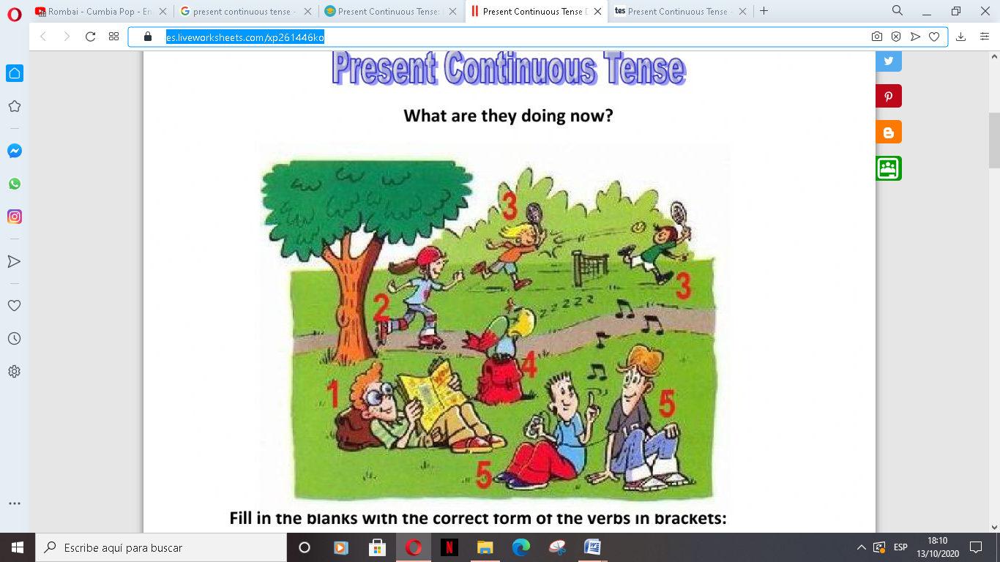 Rombai - Cumbia Pop - En
present continuous tense -
Present Continuous Tense:
Present Continuous Tense
tes
Present Continuous Tense -
es.liveworksheets.com/xp261446ko
Present Continuous Tense
What are they doing now?
3
3
2
zzzzz
4
1
5
5
Fill in the blanks with the correct form of the verbs in brackets:
Escribe aquí para buscar
ESP
18:10
13/10/2020